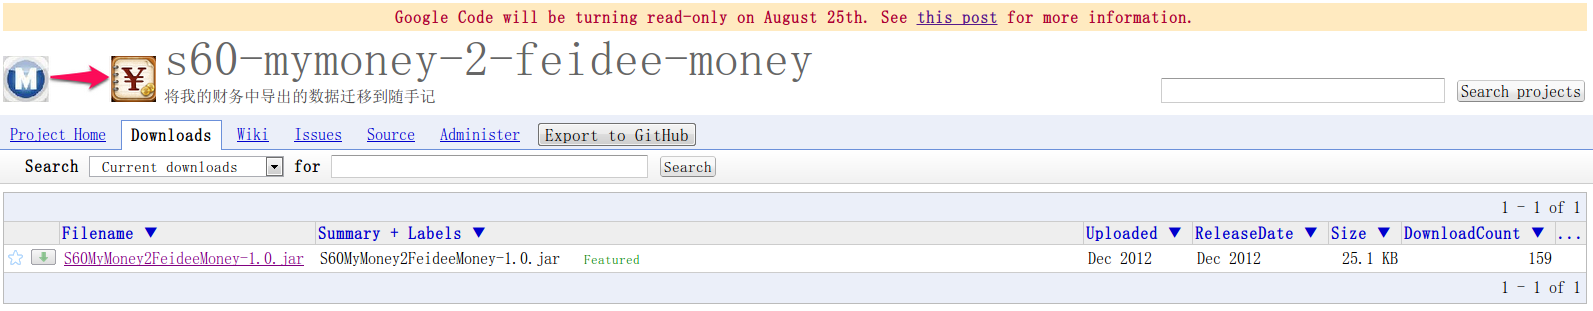 Google Code will be turning read-only on August 25th. See this post for more information.
M ¥ s60-mymoney-2-feidee-money
将我的财务中导出的数据迁移到随手记
Search projects
Project Home Downloads Wiki Issues Source Administer Export to GitHub
Search Current downloads for Search
1 - 1 of 1
Filename ▼ Summary + Labels ▼ Uploaded ▼ ReleaseDate ▼ Size ▼ DownloadCount ▼ ...
S60MyMoney2FeideeMoney-1.0.jar S60MyMoney2FeideeMoney-1.0.jar Featured Dec 2012 Dec 2012 25.1 KB 159
1 - 1 of 1